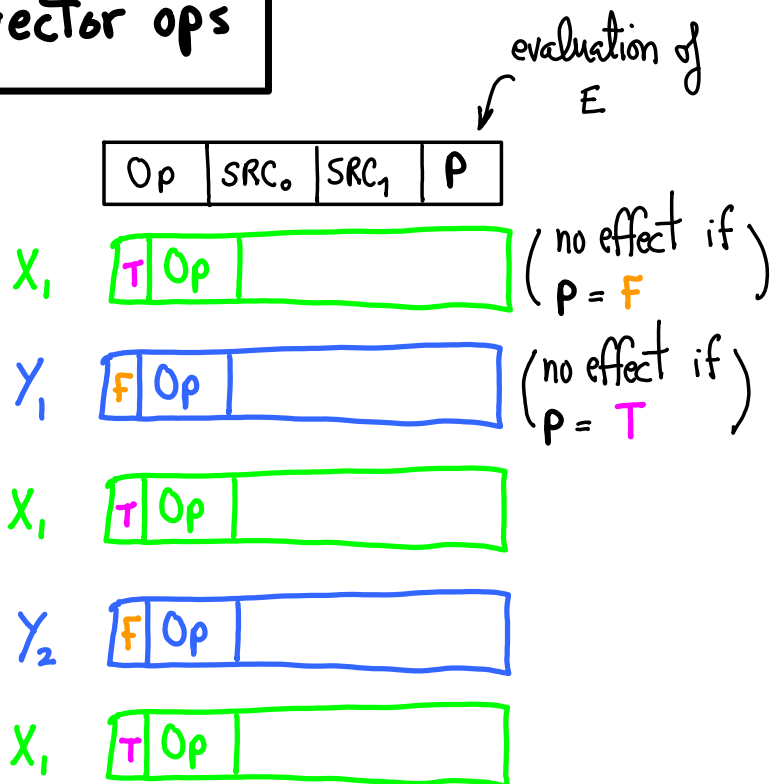 vector ops
evaluation of
E
Op SRC₀ SRC₁ P
X₁ T Op (no effect if
P = F)
Y₁ F Op (no effect if
P = T)
X₁ T Op
Y₂ F Op
X₁ T Op